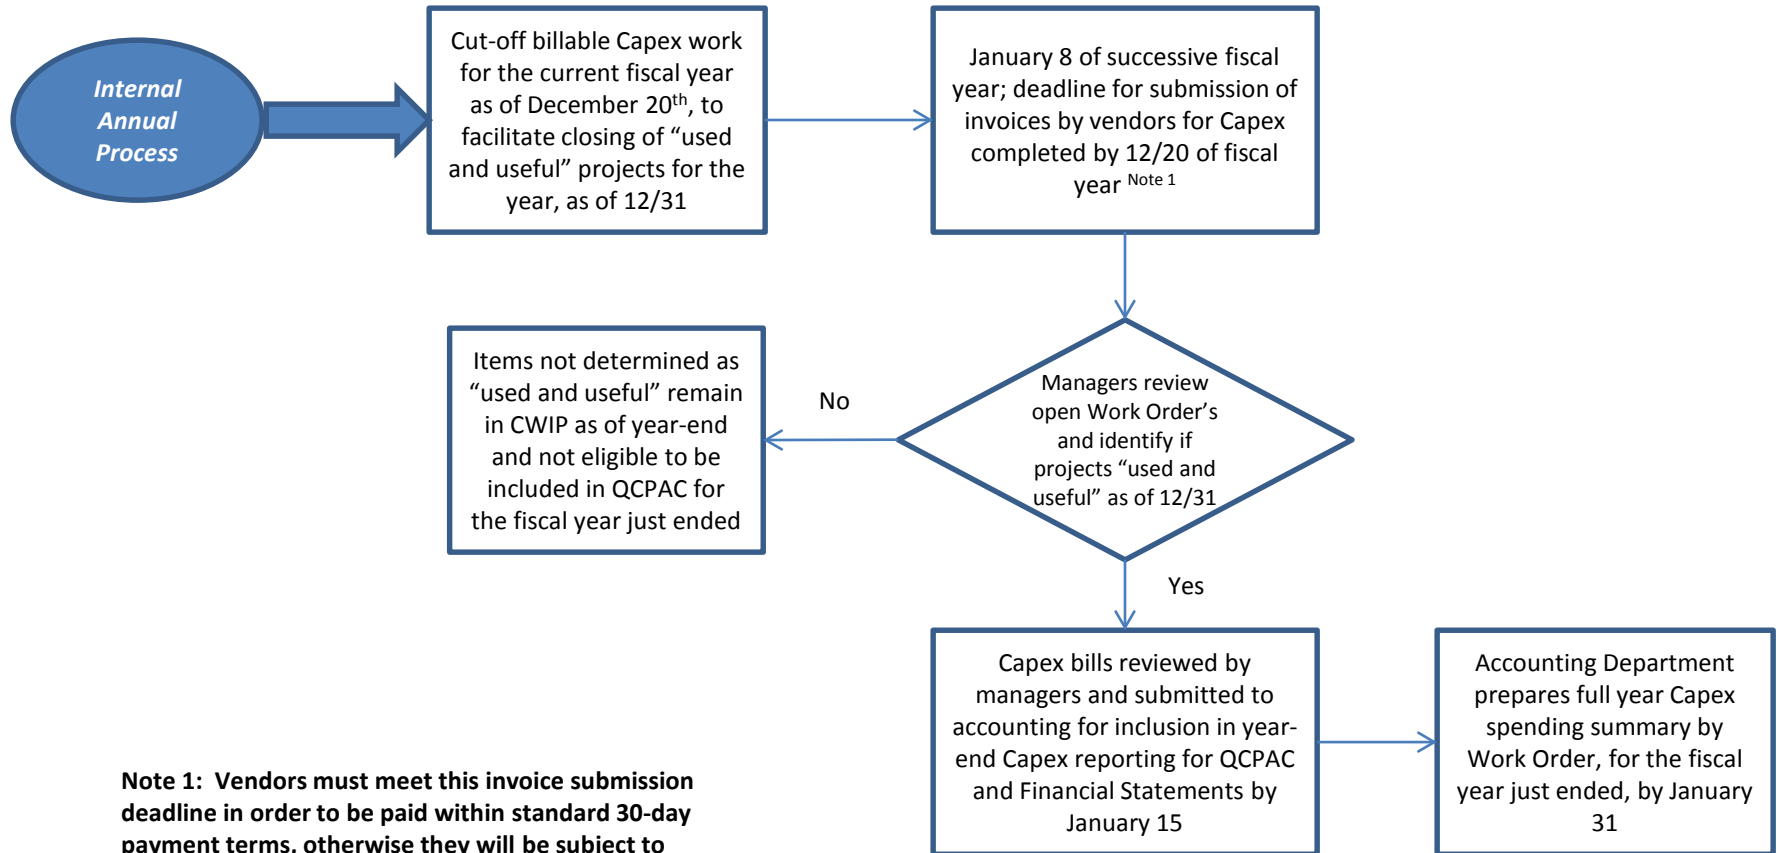 Internal
Annual
Process
Cut-off billable Capex work
for the current fiscal year
as of December 20th, to
facilitate closing of “used
and useful” projects for the
year, as of 12/31
January 8 of successive fiscal
year; deadline for submission of
invoices by vendors for Capex
completed by 12/20 of fiscal
year Note 1
Items not determined as
“used and useful” remain
in CWIP as of year-end
and not eligible to be
included in QCPAC for
the fiscal year just ended
No
Managers review
open Work Order’s
and identify if
projects “used and
useful” as of 12/31
Yes
Capex bills reviewed by
managers and submitted to
accounting for inclusion in year-
end Capex reporting for QCPAC
and Financial Statements by
January 15
Accounting Department
prepares full year Capex
spending summary by
Work Order, for the fiscal
year just ended, by January
31
Note 1:  Vendors must meet this invoice submission
deadline in order to be paid within standard 30-day
payment terms, otherwise they will be subject to